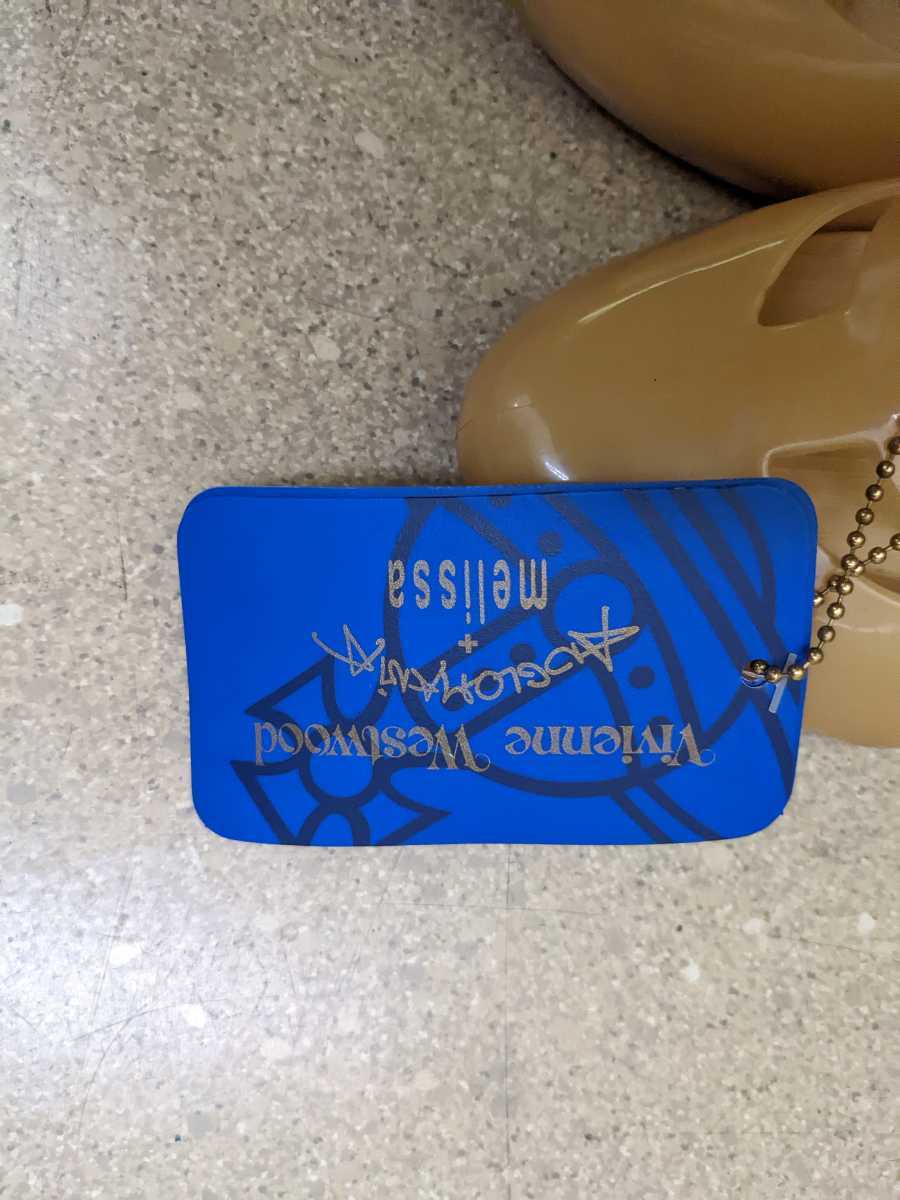 Vivienne Westwood
ANGLOMANIA
+
melissa